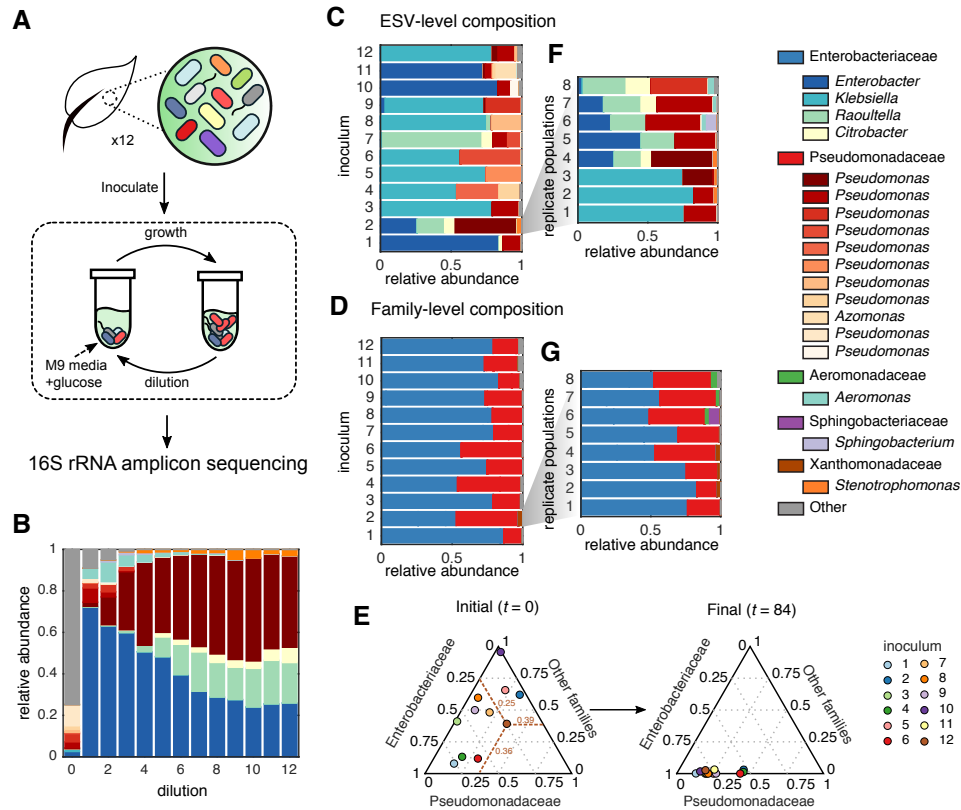 A
x12
Inoculate
growth
M9 media
+glucose
dilution
16S rRNA amplicon sequencing
B
relative abundance
1
0.8
0.6
0.4
0.2
0
0 2 4 6 8 10 12
dilution
C ESV-level composition
inoculum
12
11
10
9
8
7
6
5
4
3
2
1
0 0.5 1
relative abundance
F
replicate populations
8
7
6
5
4
3
2
1
0 0.5 1
relative abundance
D Family-level composition
inoculum
12
11
10
9
8
7
6
5
4
3
2
1
0 0.5 1
relative abundance
G
replicate populations
8
7
6
5
4
3
2
1
0 0.5 1
relative abundance
Enterobacteriaceae
Enterobacter
Klebsiella
Raoultella
Citrobacter
Pseudomonadaceae
Pseudomonas
Pseudomonas
Pseudomonas
Pseudomonas
Pseudomonas
Pseudomonas
Pseudomonas
Pseudomonas
Azomonas
Pseudomonas
Pseudomonas
Aeromonadaceae
Aeromonas
Sphingobacteriaceae
Sphingobacterium
Xanthomonadaceae
Stenotrophomonas
Other
E
Initial (t = 0)
Enterobacteriaceae
Other families
Pseudomonadaceae
0 0.25 0.5 0.75 1
1 0.75 0.5 0.25 0
0 0.25 0.5 0.75 1
0.25
0.39
0.36
Final (t = 84)
Enterobacteriaceae
Other families
Pseudomonadaceae
0 0.25 0.5 0.75 1
1 0.75 0.5 0.25 0
0 0.25 0.5 0.75 1
inoculum
1 7
2 8
3 9
4 10
5 11
6 12